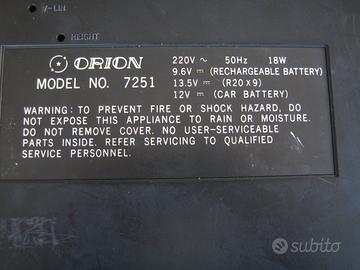 V-LIN
HEIGHT
ORION
MODEL NO. 7251
220V ~ 50Hz 18W
9.6V ⎓ (RECHARGEABLE BATTERY)
13.5V ⎓ (R20×9)
12V ⎓ (CAR BATTERY)
WARNING: TO PREVENT FIRE OR SHOCK HAZARD, DO
NOT EXPOSE THIS APPLIANCE TO RAIN OR MOISTURE.
DO NOT REMOVE COVER. NO USER-SERVICEABLE
PARTS INSIDE. REFER SERVICING TO QUALIFIED
SERVICE PERSONNEL.
subito